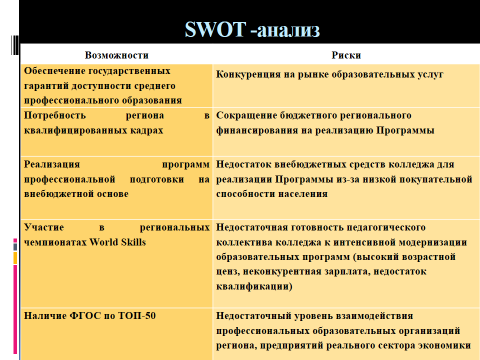 SWOT -анализ
Возможности
Риски
Обеспечение государственных
гарантий доступности среднего
профессионального образования
Конкуренция на рынке образовательных услуг
Потребность региона в
квалифицированных кадрах
Сокращение бюджетного регионального
финансирования на реализацию Программы
Реализация программ
профессиональной подготовки на
внебюджетной основе
Недостаток внебюджетных средств колледжа для
реализации Программы из-за низкой покупательной
способности населения
Участие в региональных
чемпионатах World Skills
Недостаточная готовность педагогического
коллектива колледжа к интенсивной модернизации
образовательных программ (высокий возрастной
ценз, неконкурентная зарплата, недостаток
квалификации)
Наличие ФГОС по ТОП-50
Недостаточный уровень взаимодействия
профессиональных образовательных организаций
региона, предприятий реального сектора экономики